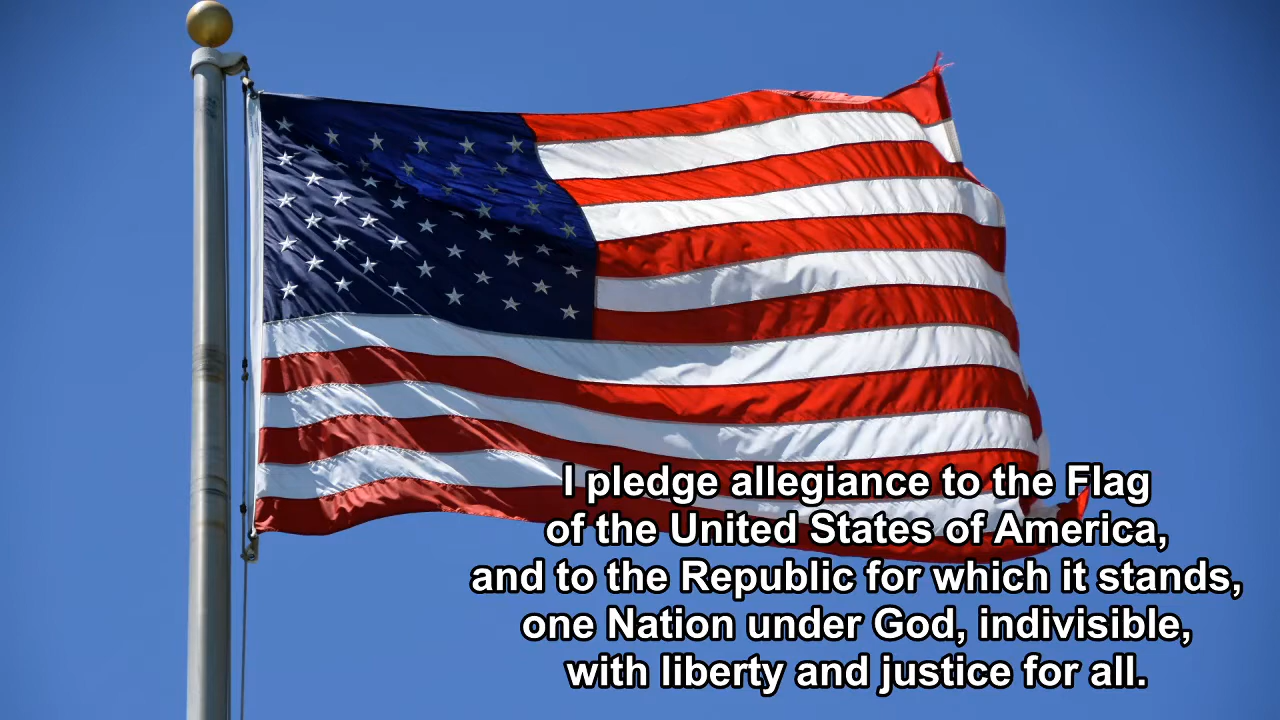 I pledge allegiance to the Flag
of the United States of America,
and to the Republic for which it stands,
one Nation under God, indivisible,
with liberty and justice for all.